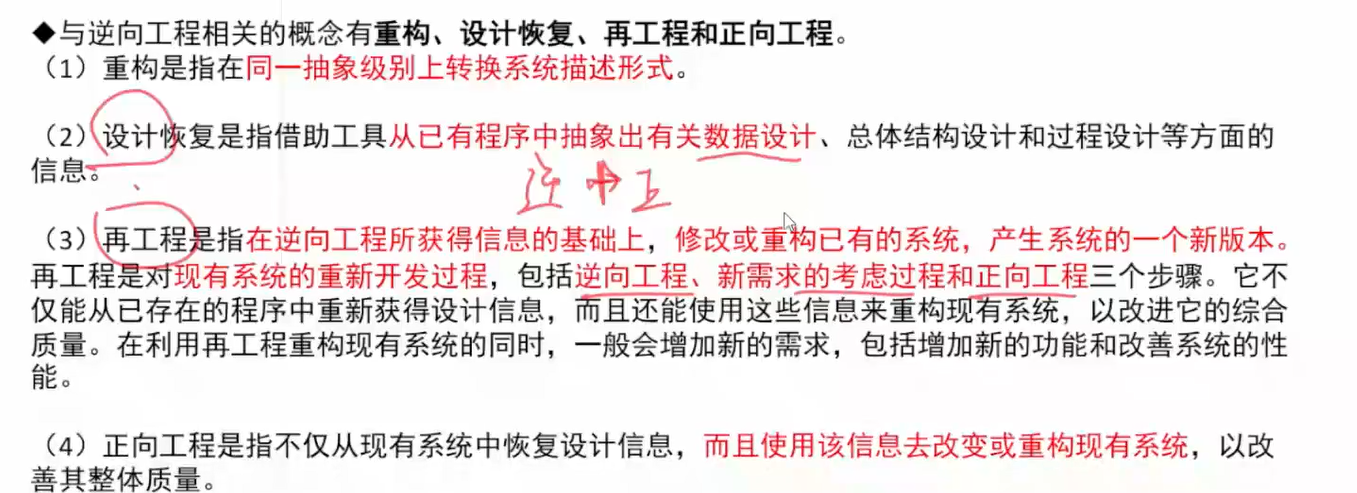 ◆与逆向工程相关的概念有重构、设计恢复、再工程和正向工程。
（1）重构是指在同一抽象级别上转换系统描述形式。
（2）设计恢复是指借助工具从已有程序中抽象出有关数据设计、总体结构设计和过程设计等方面的
信息。
逆 中 正
（3）再工程是指在逆向工程所获得信息的基础上，修改或重构已有的系统，产生系统的一个新版本。
再工程是对现有系统的重新开发过程，包括逆向工程、新需求的考虑过程和正向工程三个步骤。它不
仅能从已存在的程序中重新获得设计信息，而且还能使用这些信息来重构现有系统，以改进它的综合
质量。在利用再工程重构现有系统的同时，一般会增加新的需求，包括增加新的功能和改善系统的性
能。
（4）正向工程是指不仅从现有系统中恢复设计信息，而且使用该信息去改变或重构现有系统，以改
善其整体质量。